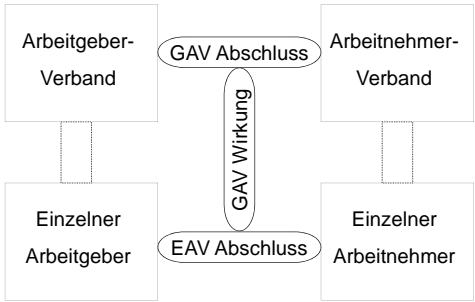 Arbeitgeber-
Verband
GAV Abschluss
Arbeitnehmer-
Verband
GAV Wirkung
Einzelner
Arbeitgeber
EAV Abschluss
Einzelner
Arbeitnehmer